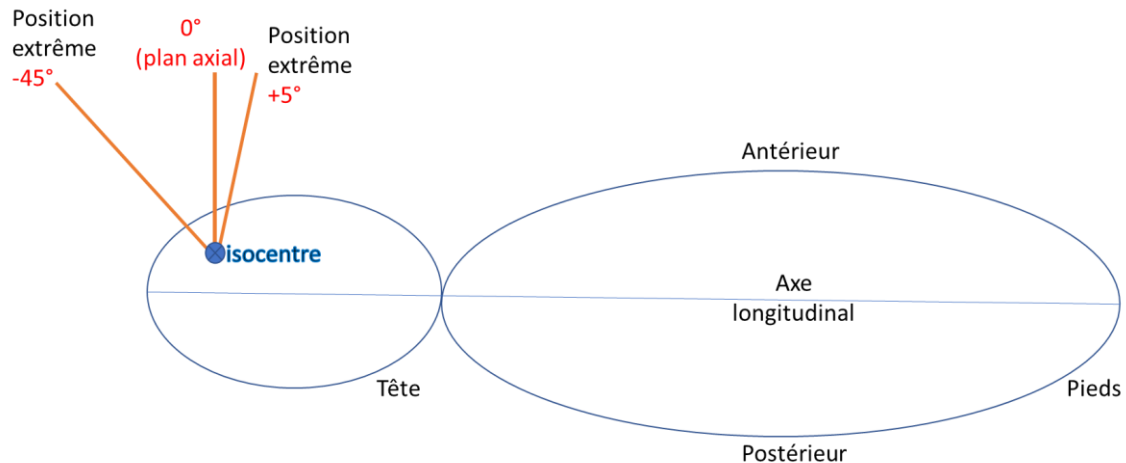 Position
extrême
-45°
0°
(plan axial)
Position
extrême
+5°
isocentre
Antérieur
Axe
longitudinal
Tête
Pieds
Postérieur